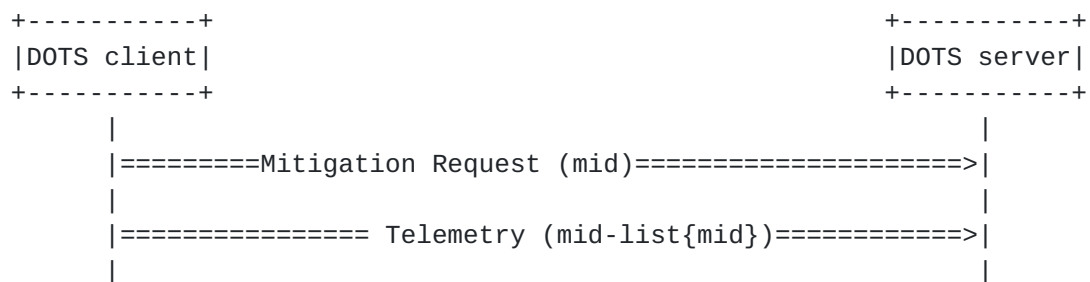 +-----------+ +-----------+
|DOTS client| |DOTS server|
+-----------+ +-----------+
| |
|=========Mitigation Request (mid)=====================>|
| |
|================ Telemetry (mid-list{mid})============>|
| |